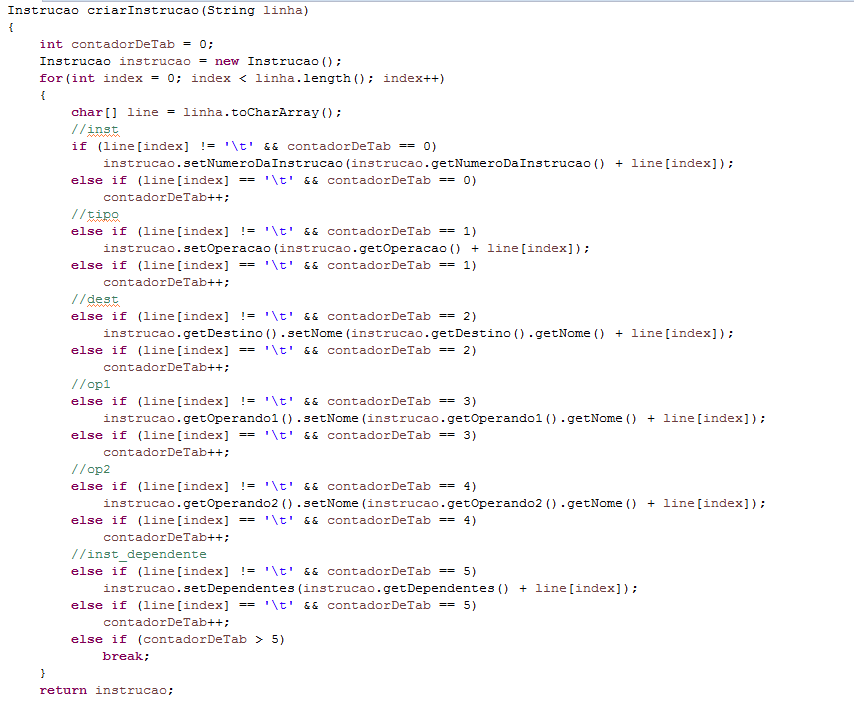 Instrucao criarInstrucao(String linha)
{
    int contadorDeTab = 0;
    Instrucao instrucao = new Instrucao();
    for(int index = 0; index < linha.length(); index++)
    {
        char[] line = linha.toCharArray();
        //inst
        if (line[index] != '\t' && contadorDeTab == 0)
            instrucao.setNumeroDaInstrucao(instrucao.getNumeroDaInstrucao() + line[index]);
        else if (line[index] == '\t' && contadorDeTab == 0)
            contadorDeTab++;
        //tipo
        else if (line[index] != '\t' && contadorDeTab == 1)
            instrucao.setOperacao(instrucao.getOperacao() + line[index]);
        else if (line[index] == '\t' && contadorDeTab == 1)
            contadorDeTab++;
        //dest
        else if (line[index] != '\t' && contadorDeTab == 2)
            instrucao.getDestino().setNome(instrucao.getDestino().getNome() + line[index]);
        else if (line[index] == '\t' && contadorDeTab == 2)
            contadorDeTab++;
        //op1
        else if (line[index] != '\t' && contadorDeTab == 3)
            instrucao.getOperando1().setNome(instrucao.getOperando1().getNome() + line[index]);
        else if (line[index] == '\t' && contadorDeTab == 3)
            contadorDeTab++;
        //op2
        else if (line[index] != '\t' && contadorDeTab == 4)
            instrucao.getOperando2().setNome(instrucao.getOperando2().getNome() + line[index]);
        else if (line[index] == '\t' && contadorDeTab == 4)
            contadorDeTab++;
        //inst_dependente
        else if (line[index] != '\t' && contadorDeTab == 5)
            instrucao.setDependentes(instrucao.getDependentes() + line[index]);
        else if (line[index] == '\t' && contadorDeTab == 5)
            contadorDeTab++;
        else if (contadorDeTab > 5)
            break;
    }
    return instrucao;